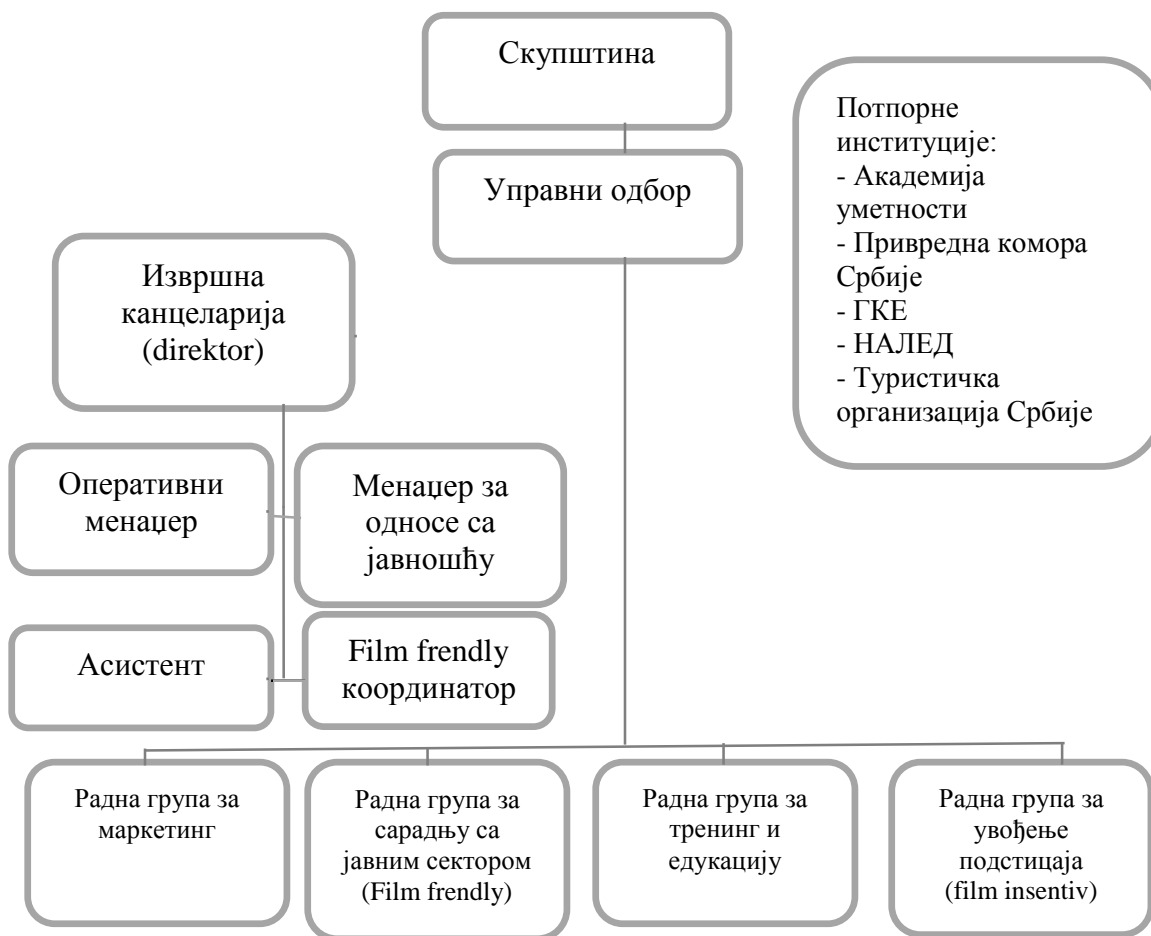 Скупштина
Управни одбор
Потпорне
институције:
- Академија
уметности
- Привредна комора
Србије
- ГКЕ
- НАЛЕД
- Туристичка
организација Србије
Извршна
канцеларија
(direktor)
Оперативни
менаџер
Менаџер за
односе са
јавношћу
Асистент
Film frendly
координатор
Радна група за
маркетинг
Радна група за
сарадњу са
јавним сектором
(Film frendly)
Радна група за
тренинг и
едукацију
Радна група за
увођење
подстицаја
(film insentiv)